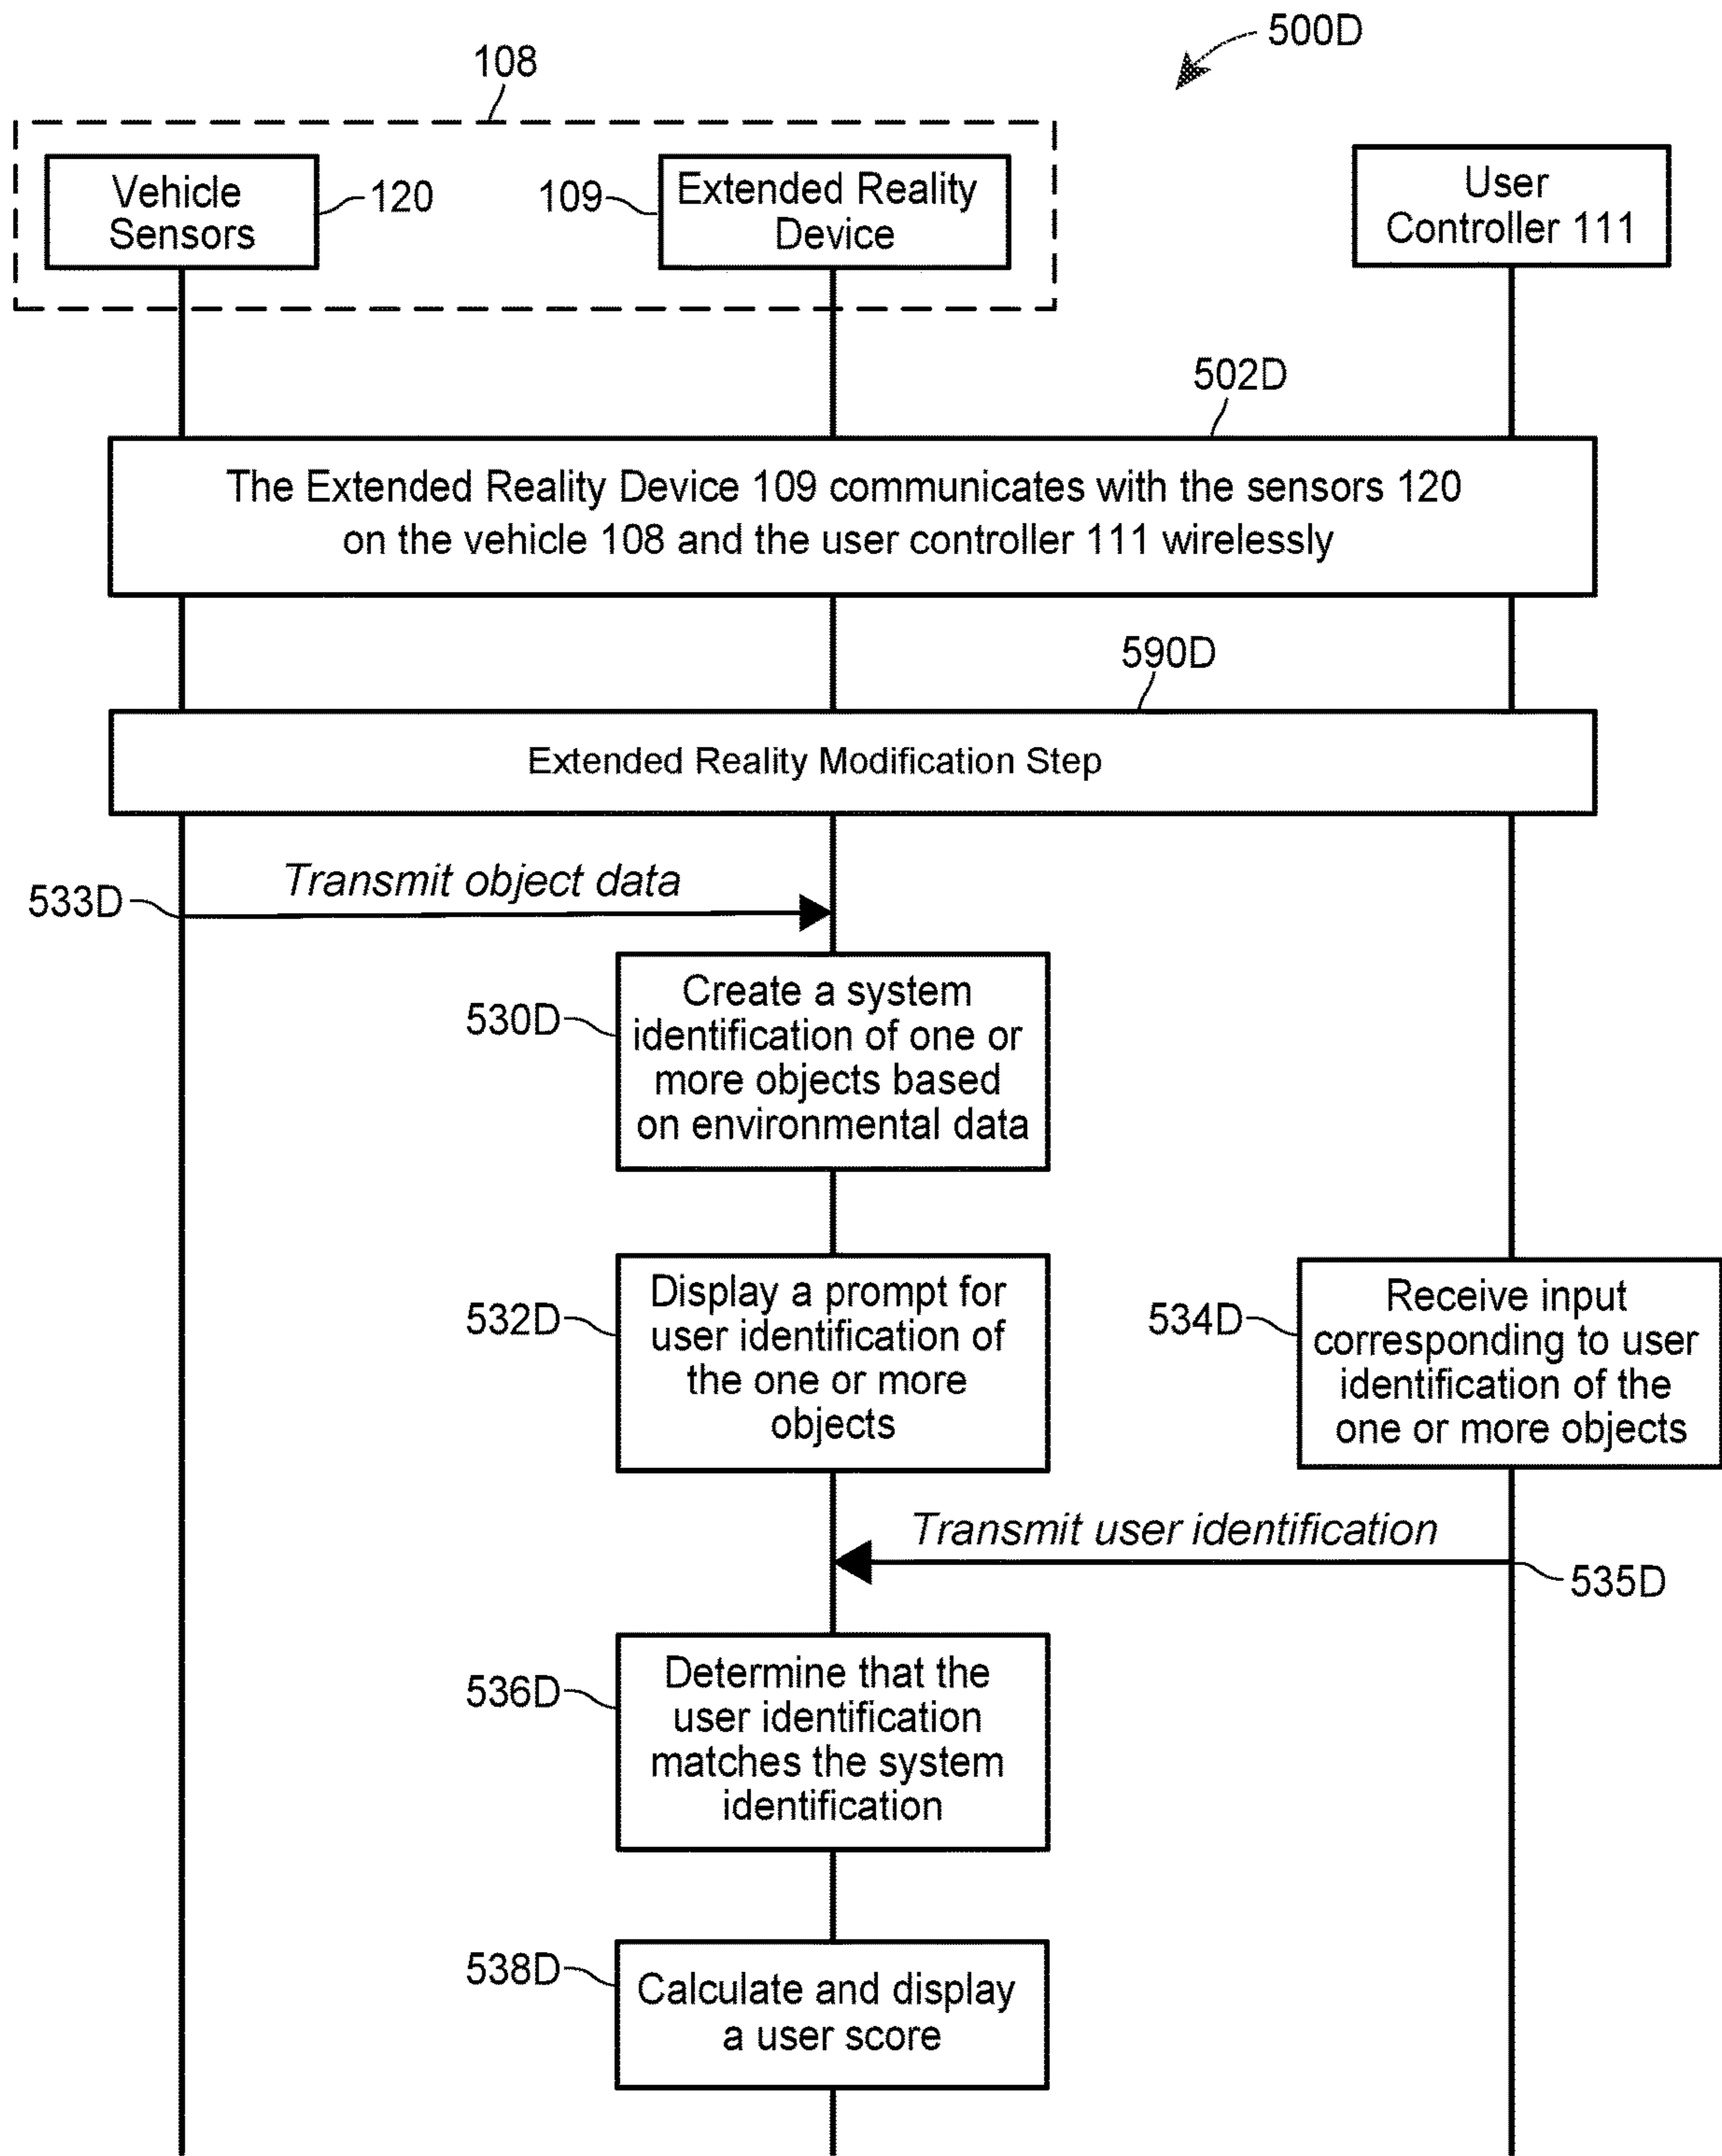 500D
108
Vehicle
Sensors
120
109
Extended Reality
Device
User
Controller 111
502D
The Extended Reality Device 109 communicates with the sensors 120
on the vehicle 108 and the user controller 111 wirelessly
590D
Extended Reality Modification Step
Transmit object data
533D
530D
Create a system
identification of one or
more objects based
on environmental data
532D
Display a prompt for
user identification of
the one or more
objects
534D
Receive input
corresponding to user
identification of the
one or more objects
Transmit user identification
535D
536D
Determine that the
user identification
matches the system
identification
538D
Calculate and display
a user score